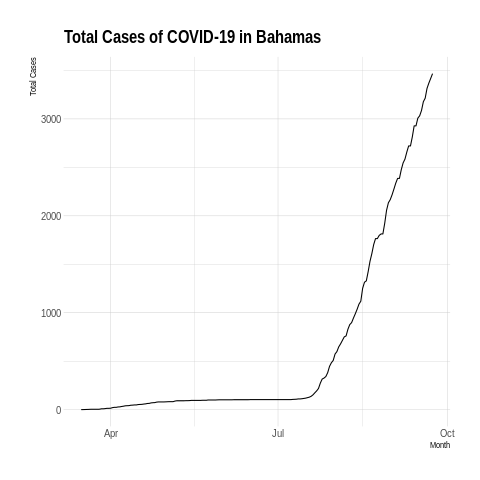 Total Cases of COVID-19 in Bahamas
Total Cases
3000
2000
1000
0
Apr
Jul
Oct
Month